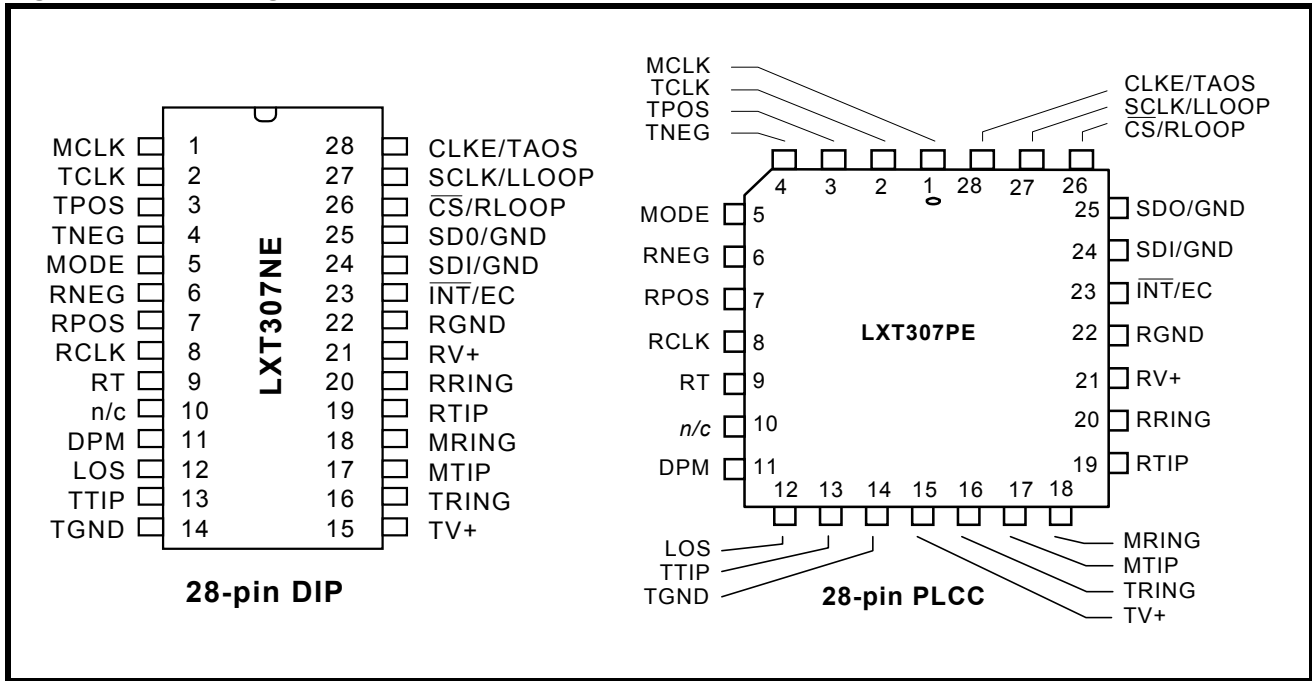 MCLK 1 28 CLKE/TAOS
TCLK 2 27 SCLK/LLOOP
TPOS 3 26 C̅S̅/RLOOP
TNEG 4 25 SD0/GND
MODE 5 24 SDI/GND
RNEG 6 23 I̅N̅T̅/EC
RPOS 7 22 RGND
RCLK 8 21 RV+
RT 9 20 RRING
n/c 10 19 RTIP
DPM 11 18 MRING
LOS 12 17 MTIP
TTIP 13 16 TRING
TGND 14 15 TV+
LXT307NE
28-pin DIP
MCLK
TCLK
TPOS
TNEG
CLKE/TAOS
SCLK/LLOOP
C̅S̅/RLOOP
4 3 2 1 28 27 26
MODE 5
RNEG 6
RPOS 7
RCLK 8
RT 9
n/c 10
DPM 11
LXT307PE
25 SDO/GND
24 SDI/GND
23 I̅N̅T̅/EC
22 RGND
21 RV+
20 RRING
19 RTIP
12 13 14 15 16 17 18
LOS
TTIP
TGND
MRING
MTIP
TRING
TV+
28-pin PLCC